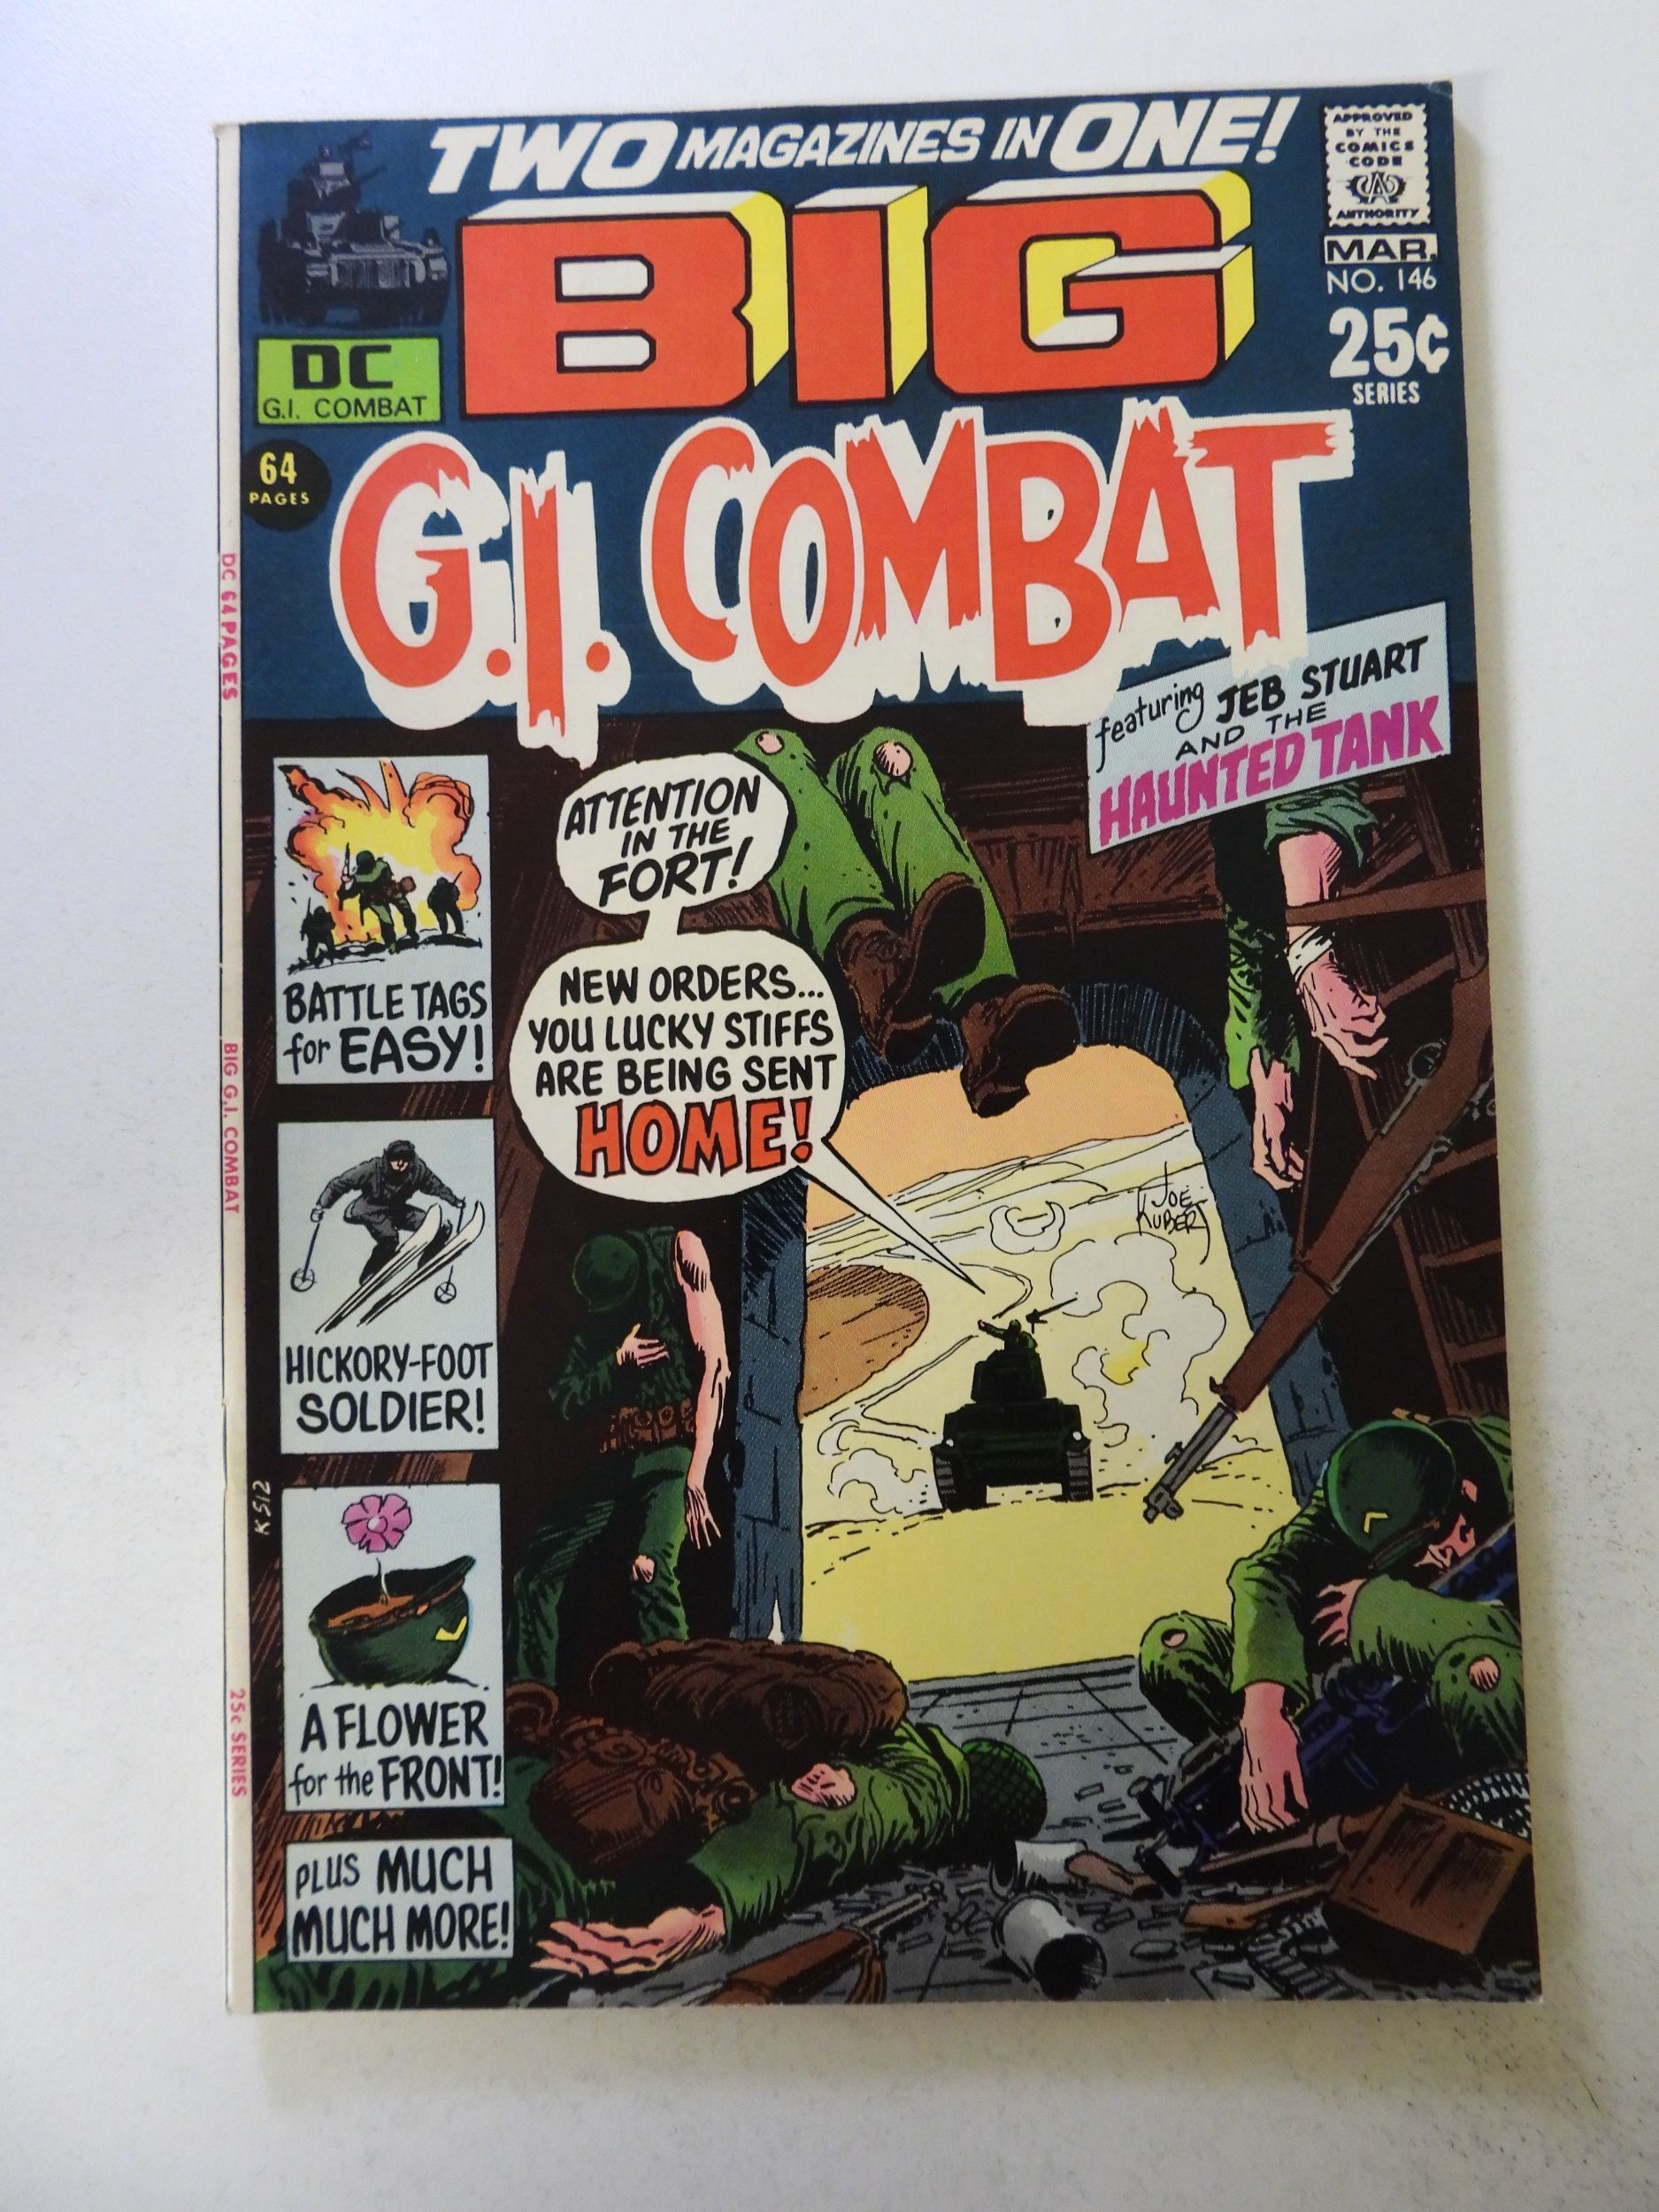 TWO MAGAZINES IN ONE!
BIG
G.I. COMBAT
APPROVED
BY THE
COMICS
CODE
CA
AUTHORITY
MAR.
NO. 146
25¢
SERIES
DC
G.I. COMBAT
64
PAGES
featuring JEB STUART
AND THE
HAUNTED TANK
ATTENTION
IN THE
FORT!
NEW ORDERS...
YOU LUCKY STIFFS
ARE BEING SENT
HOME!
JOE
KUBERT
BATTLE TAGS
for EASY!
HICKORY-FOOT
SOLDIER!
K 512
A FLOWER
for the FRONT!
PLUS MUCH
MUCH MORE!
DC 64 PAGES
BIG G.I. COMBAT
25¢ SERIES